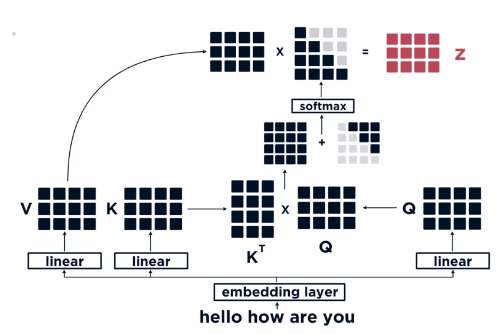 x = z
softmax
+
V K x Q
K^T Q
linear linear linear
embedding layer
hello how are you